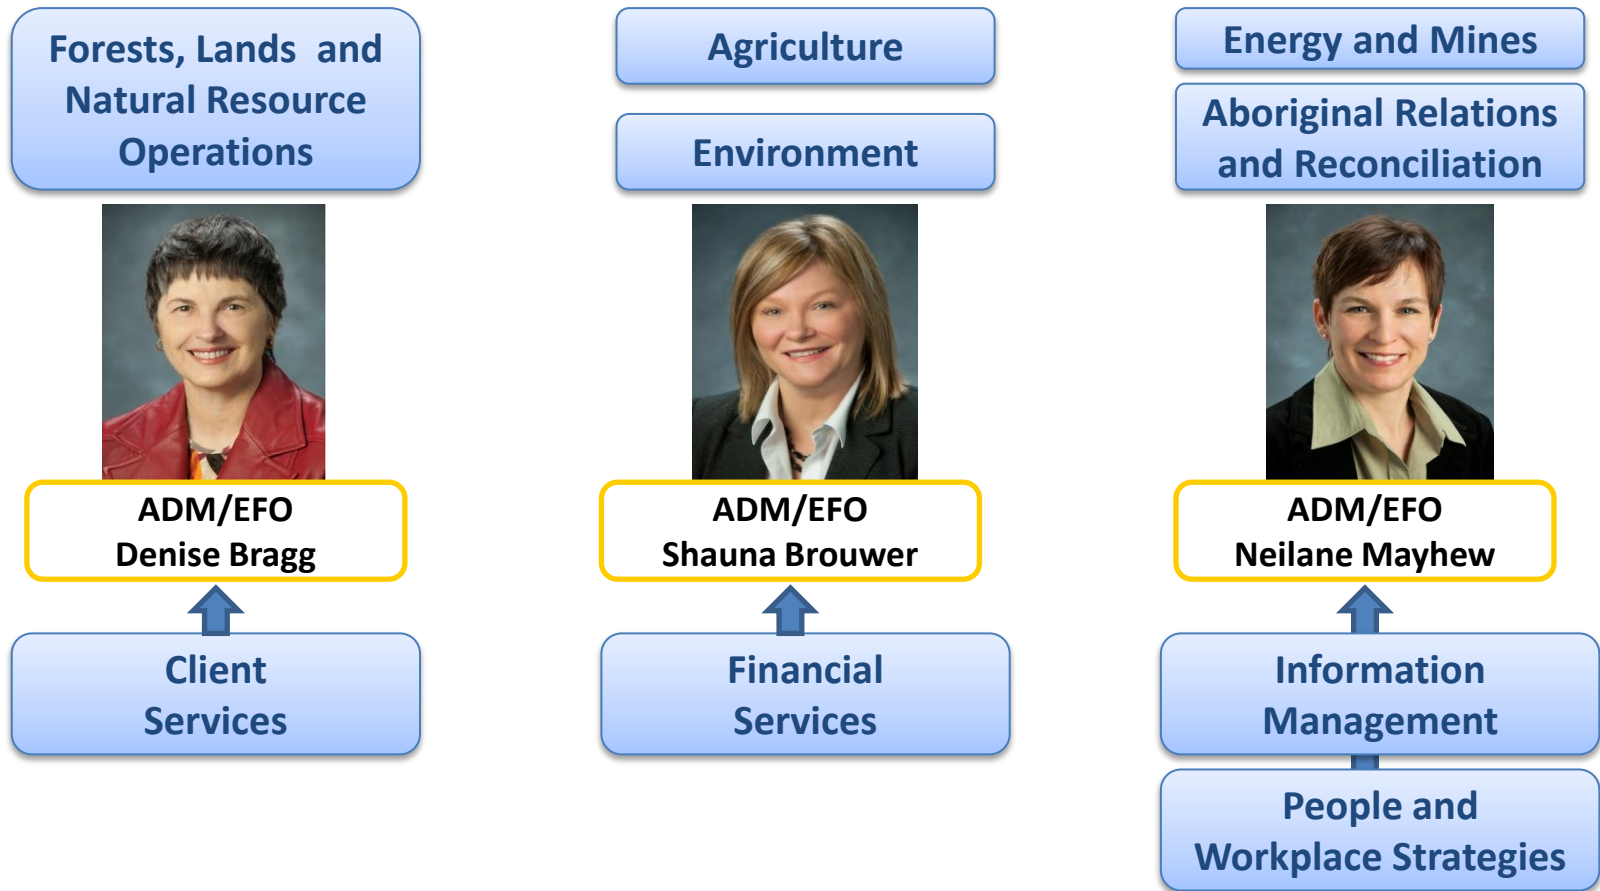 Forests, Lands and
Natural Resource
Operations
Agriculture
Environment
Energy and Mines
Aboriginal Relations
and Reconciliation
ADM/EFO
Denise Bragg
ADM/EFO
Shauna Brouwer
ADM/EFO
Neilane Mayhew
Client
Services
Financial
Services
Information
Management
People and
Workplace Strategies